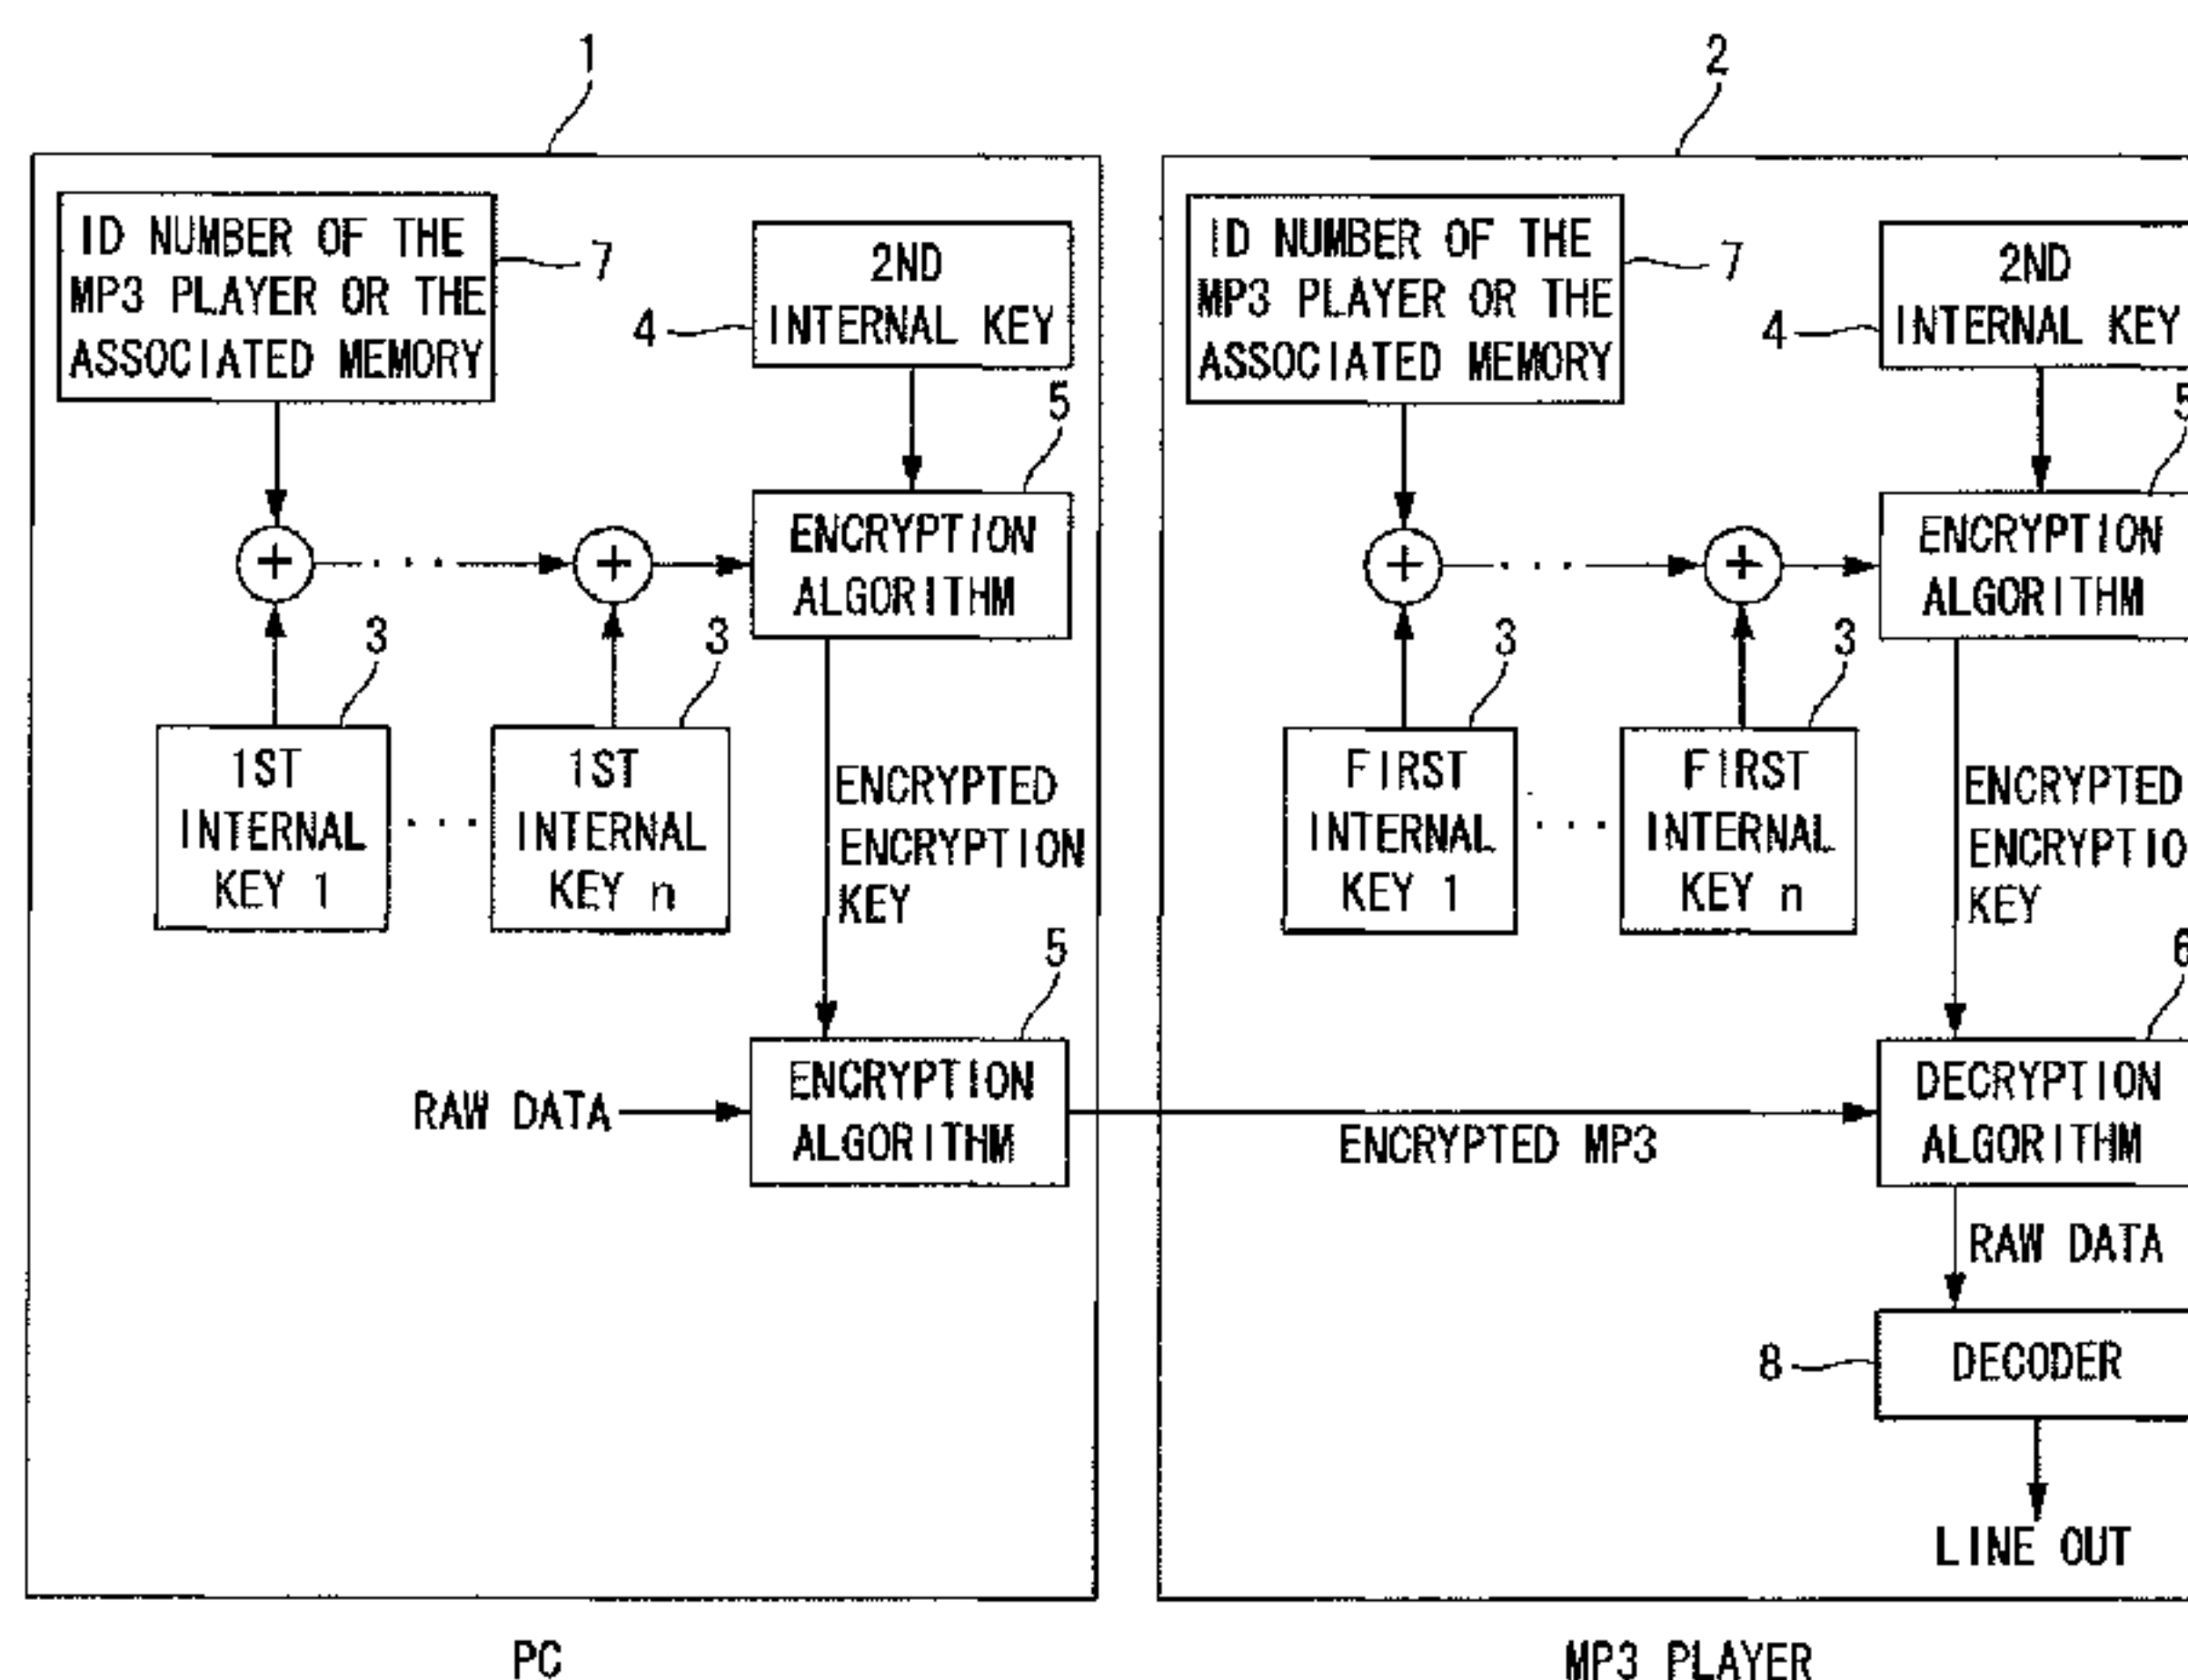 1
ID NUMBER OF THE
MP3 PLAYER OR THE
ASSOCIATED MEMORY
7
2ND
INTERNAL KEY
4
5
+
+
ENCRYPTION
ALGORITHM
3
3
1ST
INTERNAL
KEY 1
...
1ST
INTERNAL
KEY n
ENCRYPTED
ENCRYPTION
KEY
5
RAW DATA
ENCRYPTION
ALGORITHM
PC
2
ID NUMBER OF THE
MP3 PLAYER OR THE
ASSOCIATED MEMORY
7
2ND
INTERNAL KEY
4
5
+
+
ENCRYPTION
ALGORITHM
3
3
FIRST
INTERNAL
KEY 1
...
FIRST
INTERNAL
KEY n
ENCRYPTED
ENCRYPTIO
KEY
6
ENCRYPTED MP3
DECRYPTION
ALGORITHM
RAW DATA
8
DECODER
LINE OUT
MP3 PLAYER